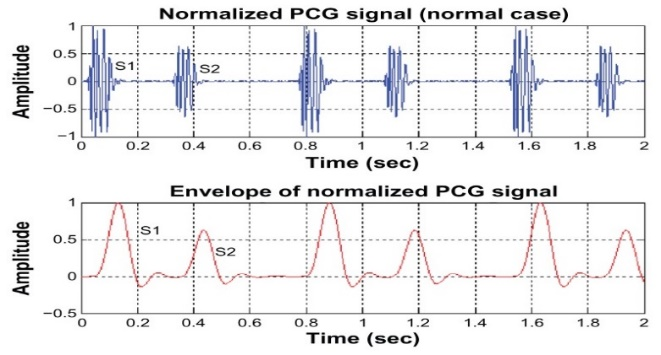 Normalized PCG signal (normal case)
1
0.5
0
−0.5
−1
Amplitude
S1
S2
0 0.2 0.4 0.6 0.8 1 1.2 1.4 1.6 1.8 2
Time (sec)
Envelope of normalized PCG signal
1
0.5
0
−0.5
Amplitude
S1
S2
0 0.2 0.4 0.6 0.8 1 1.2 1.4 1.6 1.8 2
Time (sec)